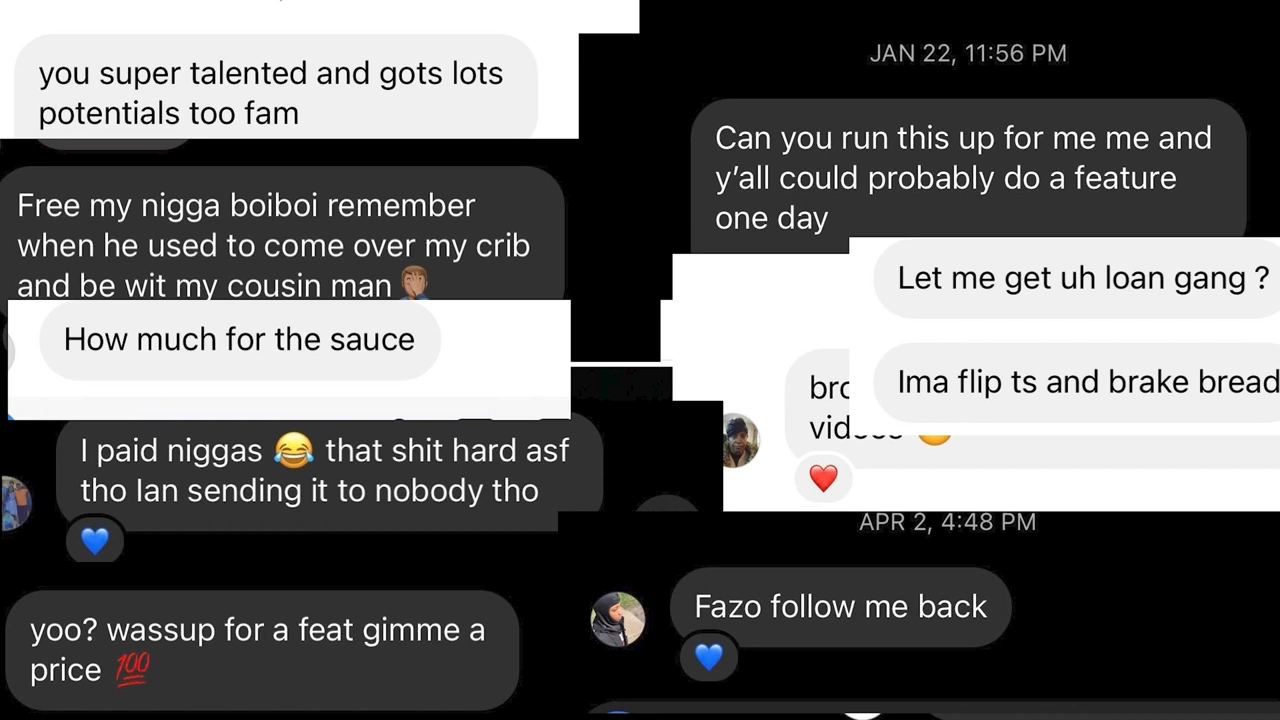 you super talented and gots lots
potentials too fam
Free my nigga boiboi remember
when he used to come over my crib
and be wit my cousin man 🤦🏽‍♂️
How much for the sauce
I paid niggas 😂 that shit hard asf
tho Ian sending it to nobody tho
yoo? wassup for a feat gimme a
price 💯
JAN 22, 11:56 PM
Can you run this up for me me and
y’all could probably do a feature
one day
Let me get uh loan gang ?
Ima flip ts and brake bread
APR 2, 4:48 PM
Fazo follow me back